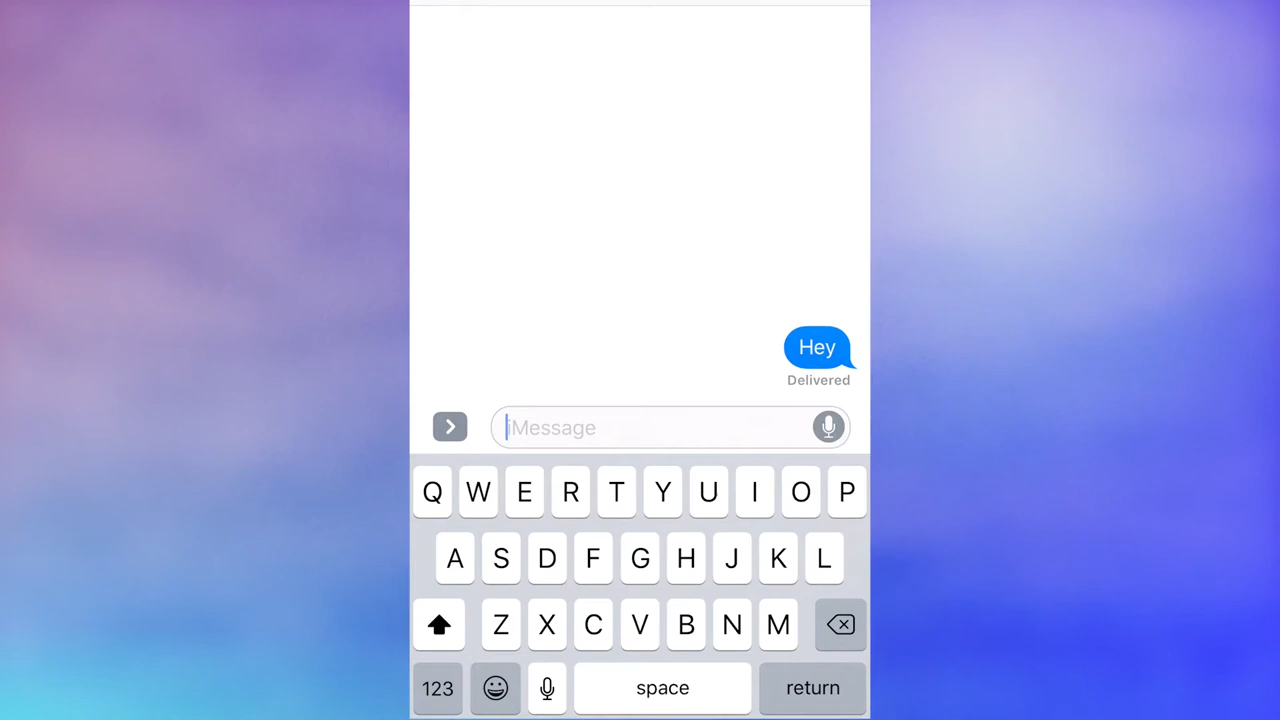 Hey
Delivered
iMessage
Q W E R T Y U I O P
A S D F G H J K L
Z X C V B N M
123 space return